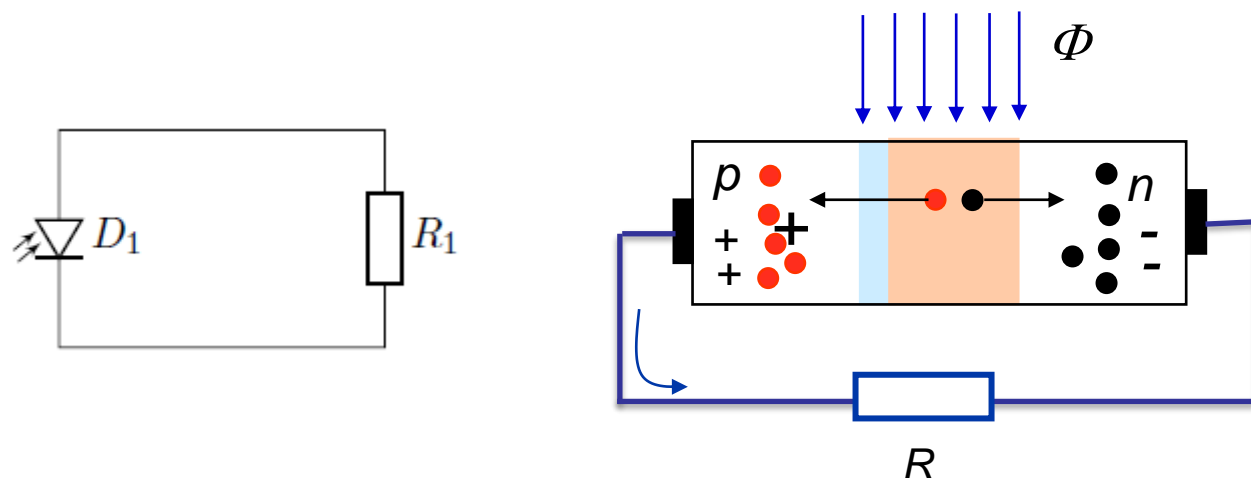 D₁
R₁
Φ
p
n
+
+
+
-
-
R